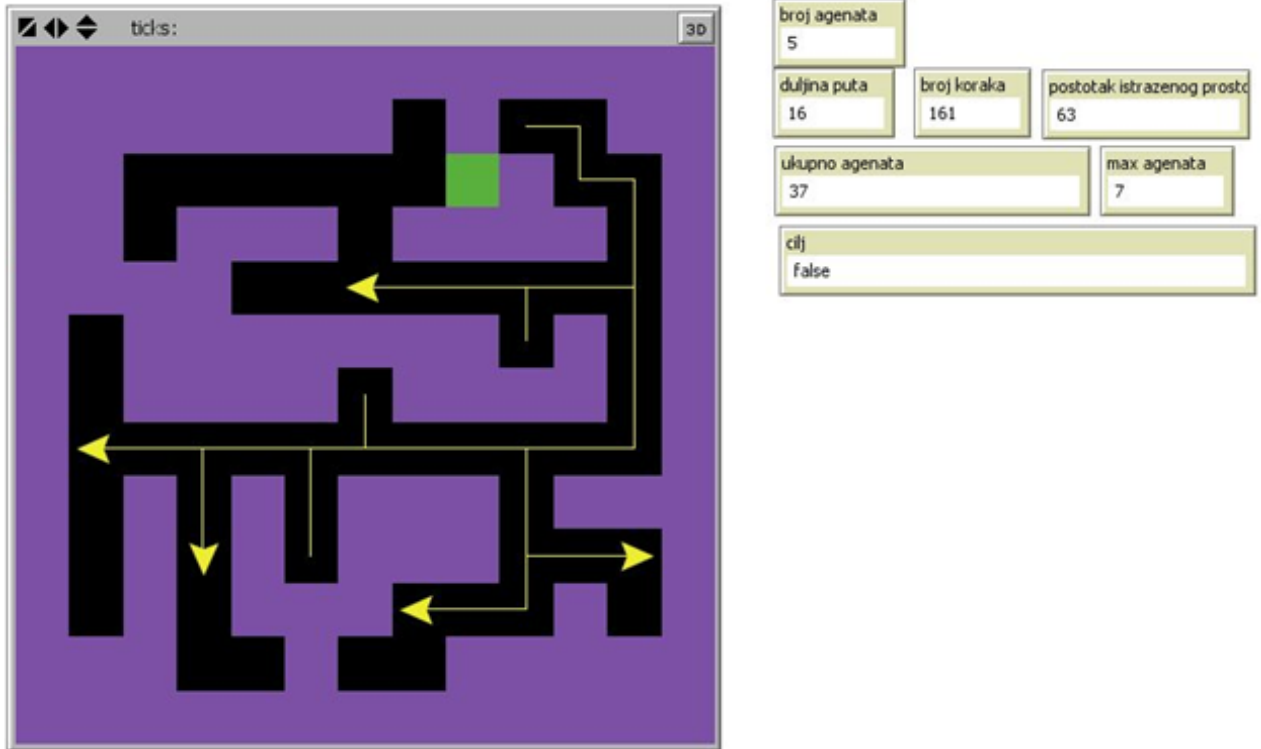 ticks:
3D
broj agenata
5
duljina puta
16
broj koraka
161
postotak istrazenog prosto
63
ukupno agenata
37
max agenata
7
cilj
false